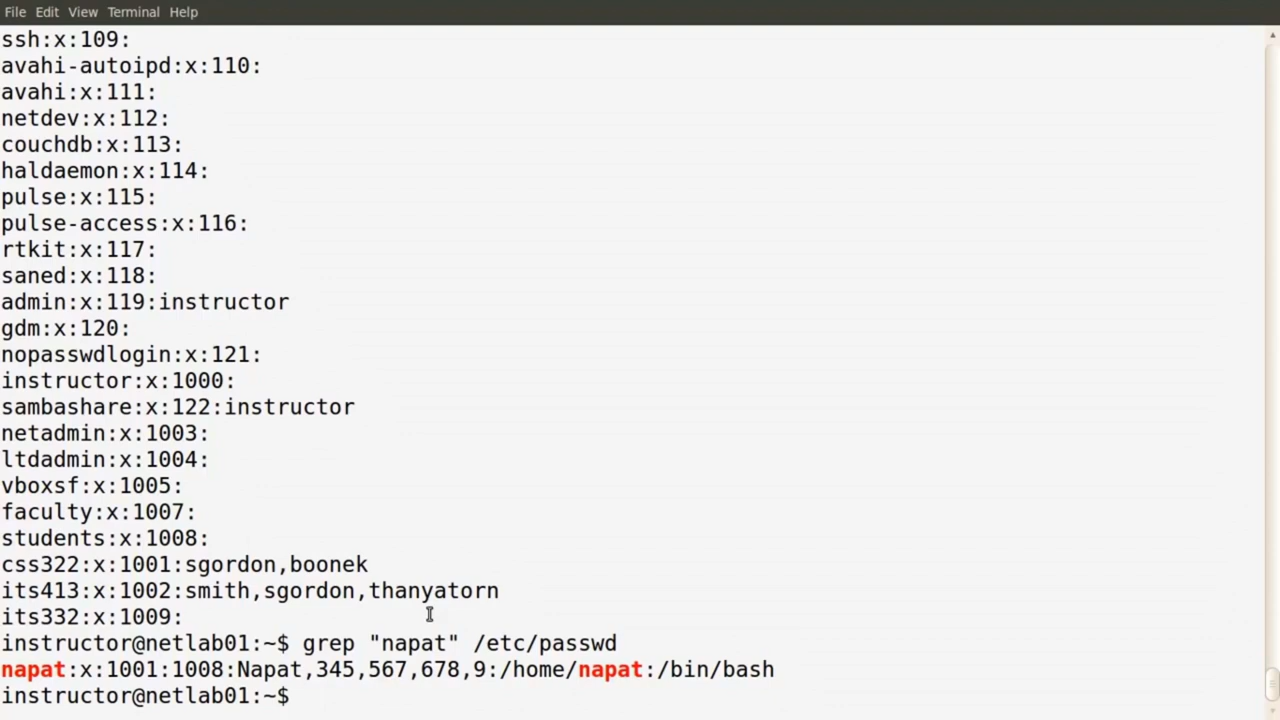 File Edit View Terminal Help
ssh:x:109:
avahi-autoipd:x:110:
avahi:x:111:
netdev:x:112:
couchdb:x:113:
haldaemon:x:114:
pulse:x:115:
pulse-access:x:116:
rtkit:x:117:
saned:x:118:
admin:x:119:instructor
gdm:x:120:
nopasswdlogin:x:121:
instructor:x:1000:
sambashare:x:122:instructor
netadmin:x:1003:
ltdadmin:x:1004:
vboxsf:x:1005:
faculty:x:1007:
students:x:1008:
css322:x:1001:sgordon,boonek
its413:x:1002:smith,sgordon,thanyatorn
its332:x:1009:
instructor@netlab01:~$ grep "napat" /etc/passwd
napat:x:1001:1008:Napat,345,567,678,9:/home/napat:/bin/bash
instructor@netlab01:~$